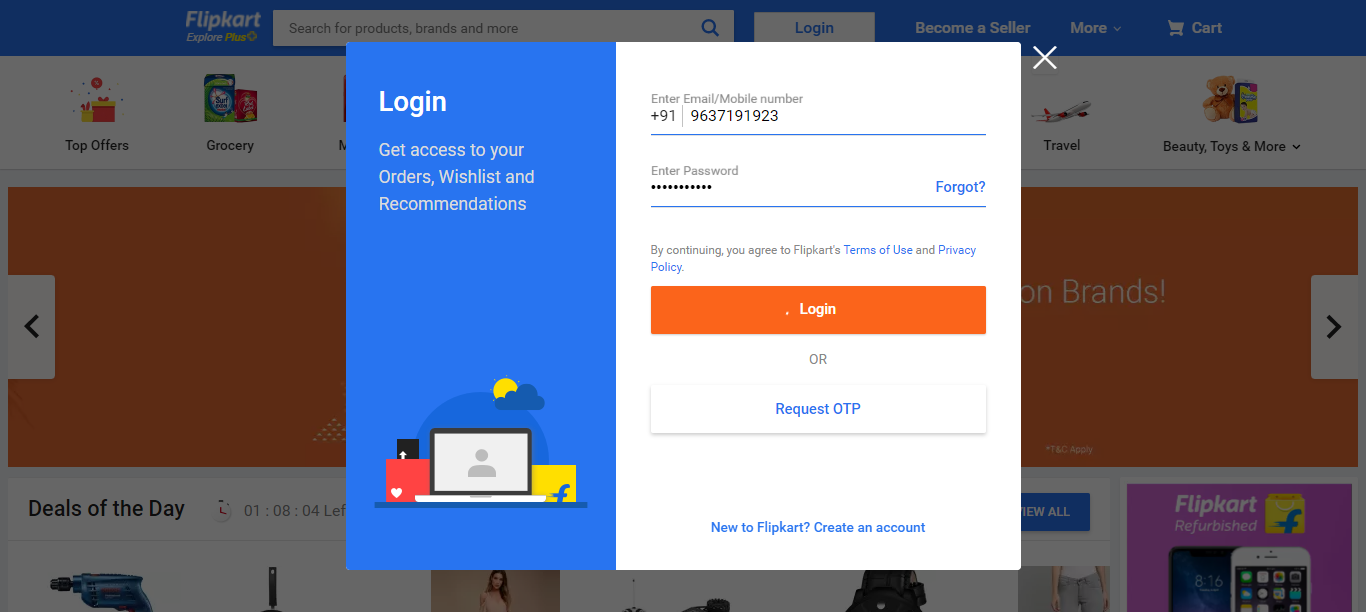 Flipkart
Explore Plus
Search for products, brands and more
Login
Become a Seller
More
Cart
Top Offers
Grocery
M
Travel
Beauty, Toys & More
Login
Get access to your
Orders, Wishlist and
Recommendations
Enter Email/Mobile number
+91 9637191923
Enter Password
•••••••••••
Forgot?
By continuing, you agree to Flipkart's Terms of Use and Privacy
Policy.
Login
OR
Request OTP
New to Flipkart? Create an account
on Brands!
*T&C Apply
Deals of the Day
01 : 08 : 04 Lef
VIEW ALL
Flipkart
Refurbished
8:16